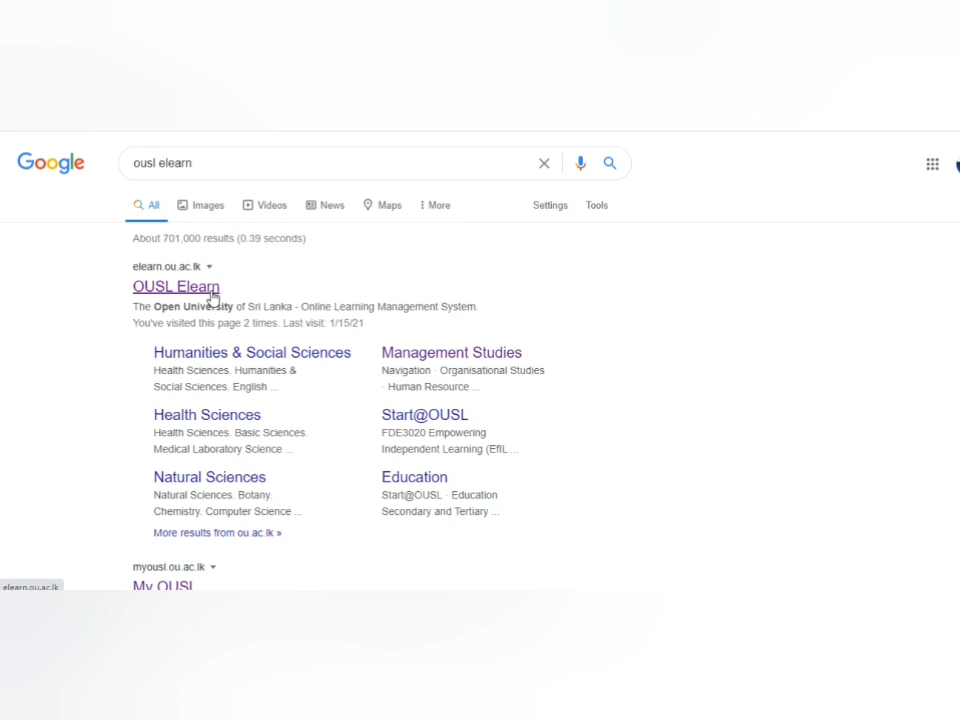 Google
ousl elearn
All Images Videos News Maps More Settings Tools
About 701,000 results (0.39 seconds)
elearn.ou.ac.lk
OUSL Elearn
The Open University of Sri Lanka - Online Learning Management System.
You've visited this page 2 times. Last visit: 1/15/21
Humanities & Social Sciences
Health Sciences. Humanities &
Social Sciences. English ...
Management Studies
Navigation · Organisational Studies
· Human Resource ...
Health Sciences
Health Sciences. Basic Sciences.
Medical Laboratory Science ...
Start@OUSL
FDE3020 Empowering
Independent Learning (EfIL ...
Natural Sciences
Natural Sciences. Botany.
Chemistry. Computer Science ...
Education
Start@OUSL · Education
Secondary and Tertiary ...
More results from ou.ac.lk »
myousl.ou.ac.lk
My OUSL
elearn.ou.ac.lk